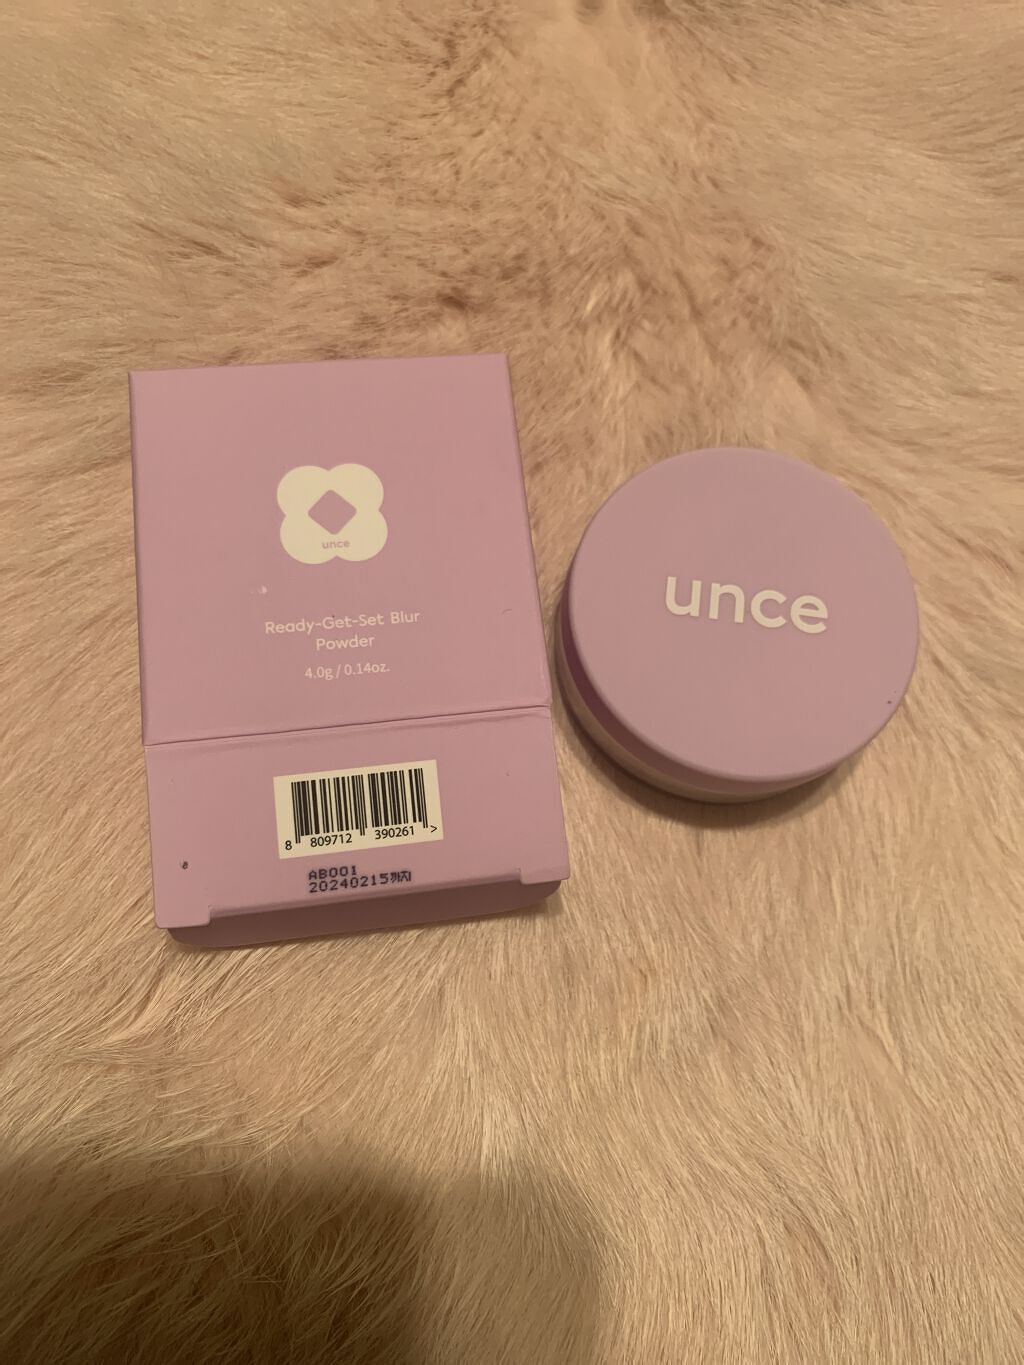 unce
Ready-Get-Set Blur
Powder
4.0g / 0.14oz.
8 809712 390261 >
AB001
20240215까지
unce